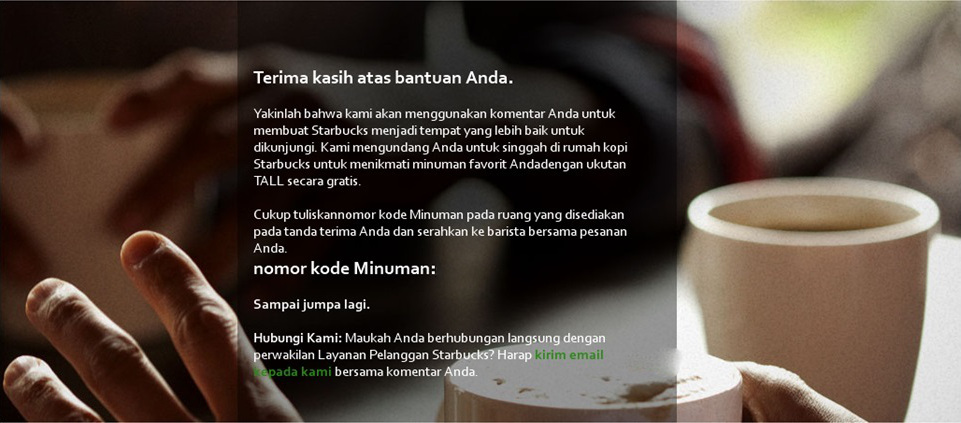 Terima kasih atas bantuan Anda.
Yakinlah bahwa kami akan menggunakan komentar Anda untuk
membuat Starbucks menjadi tempat yang lebih baik untuk
dikunjungi. Kami mengundang Anda untuk singgah di rumah kopi
Starbucks untuk menikmati minuman favorit Andadengan ukutan
TALL secara gratis.
Cukup tuliskannomor kode Minuman pada ruang yang disediakan
pada tanda terima Anda dan serahkan ke barista bersama pesanan
Anda.
nomor kode Minuman:
Sampai jumpa lagi.
Hubungi Kami: Maukah Anda berhubungan langsung dengan
perwakilan Layanan Pelanggan Starbucks? Harap kirim email
kepada kami bersama komentar Anda.